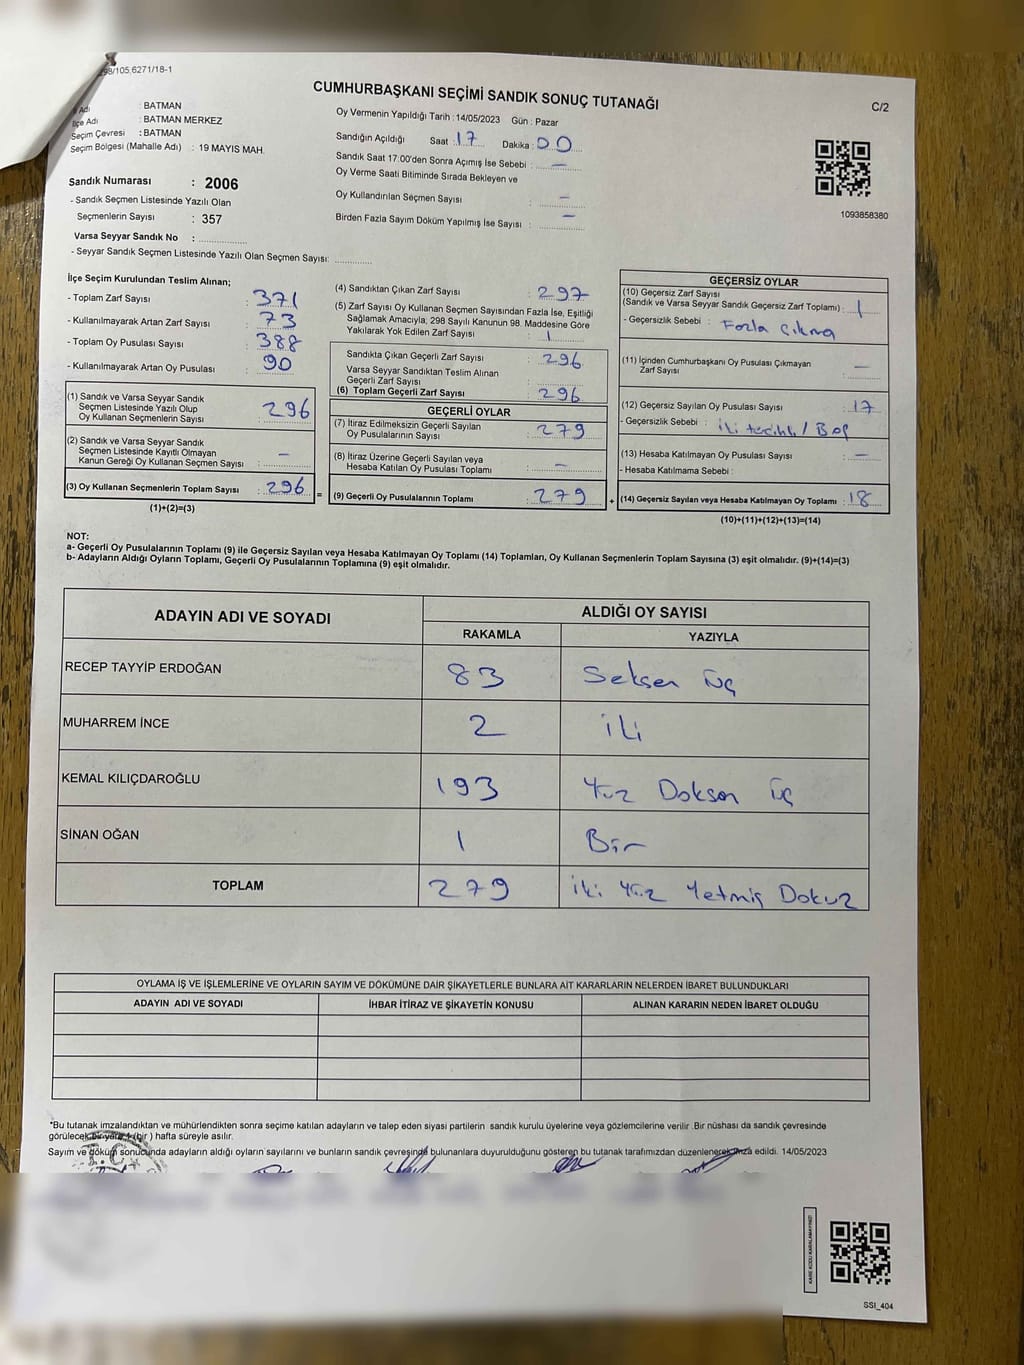 298/105,6271/18-1
CUMHURBAŞKANI SEÇİMİ SANDIK SONUÇ TUTANAĞI
C/2
Adı : BATMAN
İlçe Adı : BATMAN MERKEZ
Seçim Çevresi : BATMAN
Seçim Bölgesi (Mahalle Adı) : 19 MAYIS MAH.
Oy Vermenin Yapıldığı Tarih : 14/05/2023 Gün : Pazar
Sandığın Açıldığı Saat : 17 Dakika : 00
Sandık Saat 17:00'den Sonra Açımış İse Sebebi : —
Oy Verme Saati Bitiminde Sırada Bekleyen ve
Oy Kullandırılan Seçmen Sayısı : —
Birden Fazla Sayım Döküm Yapılmış İse Sayısı : —
1093858380
Sandık Numarası : 2006
- Sandık Seçmen Listesinde Yazılı Olan
Seçmenlerin Sayısı : 357
Varsa Seyyar Sandık No :
- Seyyar Sandık Seçmen Listesinde Yazılı Olan Seçmen Sayısı:
İlçe Seçim Kurulundan Teslim Alınan;
- Toplam Zarf Sayısı : 371
- Kullanılmayarak Artan Zarf Sayısı : 73
- Toplam Oy Pusulası Sayısı : 388
- Kullanılmayarak Artan Oy Pusulası : 90
(1) Sandık ve Varsa Seyyar Sandık
Seçmen Listesinde Yazılı Olup
Oy Kullanan Seçmenlerin Sayısı : 296
(2) Sandık ve Varsa Seyyar Sandık
Seçmen Listesinde Kayıtlı Olmayan
Kanun Gereği Oy Kullanan Seçmen Sayısı : —
(3) Oy Kullanan Seçmenlerin Toplam Sayısı : 296 =
(1)+(2)=(3)
(4) Sandıktan Çıkan Zarf Sayısı : 297
(5) Zarf Sayısı Oy Kullanan Seçmen Sayısından Fazla İse, Eşitliği
Sağlamak Amacıyla, 298 Sayılı Kanunun 98. Maddesine Göre
Yakılarak Yok Edilen Zarf Sayısı : 1
Sandıkta Çıkan Geçerli Zarf Sayısı : 296
Varsa Seyyar Sandıktan Teslim Alınan
Geçerli Zarf Sayısı :
(6) Toplam Geçerli Zarf Sayısı : 296
GEÇERLİ OYLAR
(7) İtiraz Edilmeksizin Geçerli Sayılan
Oy Pusulalarının Sayısı : 279
(8) İtiraz Üzerine Geçerli Sayılan veya
Hesaba Katılan Oy Pusulası Toplamı : —
(9) Geçerli Oy Pusulalarının Toplamı : 279 +
GEÇERSİZ OYLAR
(10) Geçersiz Zarf Sayısı
(Sandık ve Varsa Seyyar Sandık Geçersiz Zarf Toplamı) : 1
- Geçersizlik Sebebi : Fazla Çıkma
(11) İçinden Cumhurbaşkanı Oy Pusulası Çıkmayan
Zarf Sayısı : —
(12) Geçersiz Sayılan Oy Pusulası Sayısı : 17
- Geçersizlik Sebebi : iki tercihli / Boş
(13) Hesaba Katılmayan Oy Pusulası Sayısı : —
- Hesaba Katılmama Sebebi :
(14) Geçersiz Sayılan veya Hesaba Katılmayan Oy Toplamı : 18
(10)+(11)+(12)+(13)=(14)
NOT:
a- Geçerli Oy Pusulalarının Toplamı (9) ile Geçersiz Sayılan veya Hesaba Katılmayan Oy Toplamı (14) Toplamları, Oy Kullanan Seçmenlerin Toplam Sayısına (3) eşit olmalıdır. (9)+(14)=(3)
b- Adayların Aldığı Oyların Toplamı, Geçerli Oy Pusulalarının Toplamına (9) eşit olmalıdır.
ADAYIN ADI VE SOYADI ALDIĞI OY SAYISI
RAKAMLA YAZIYLA
RECEP TAYYİP ERDOĞAN 83 Seksen üç
MUHARREM İNCE 2 iki
KEMAL KILIÇDAROĞLU 193 Yüz Doksan üç
SİNAN OĞAN 1 Bir
TOPLAM 279 iki Yüz Yetmiş Dokuz
OYLAMA İŞ VE İŞLEMLERİNE VE OYLARIN SAYIM VE DÖKÜMÜNE DAİR ŞİKAYETLERLE BUNLARA AİT KARARLARIN NELERDEN İBARET BULUNDUKLARI
ADAYIN ADI VE SOYADI İHBAR İTİRAZ VE ŞİKAYETİN KONUSU ALINAN KARARIN NEDEN İBARET OLDUĞU
*Bu tutanak imzalandıktan ve mühürlendikten sonra seçime katılan adayların ve talep eden siyasi partilerin sandık kurulu üyelerine veya gözlemcilerine verilir .Bir nüshası da sandık çevresinde
görülecek bir yere 1 (bir ) hafta süreyle asılır.
Sayım ve döküm sonucunda adayların aldığı oyların sayılarını ve bunların sandık çevresinde bulunanlara duyurulduğunu gösteren bu tutanak tarafımızdan düzenlenerek imza edildi. 14/05/2023
T.C.
KARE KODU KARALAMAYINIZ!
SSI_404